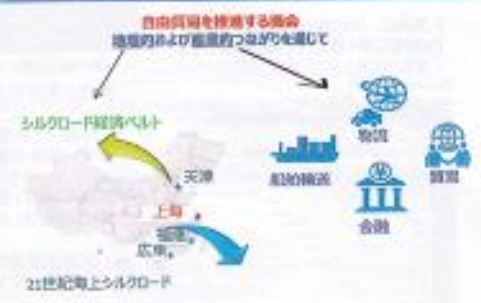 自由貿易を推進する機会
地理的および産業的つながりを通じて
シルクロード経済ベルト
天津
上海
福建
広東
21世紀海上シルクロード
物流
船舶輸送
金融
貿易